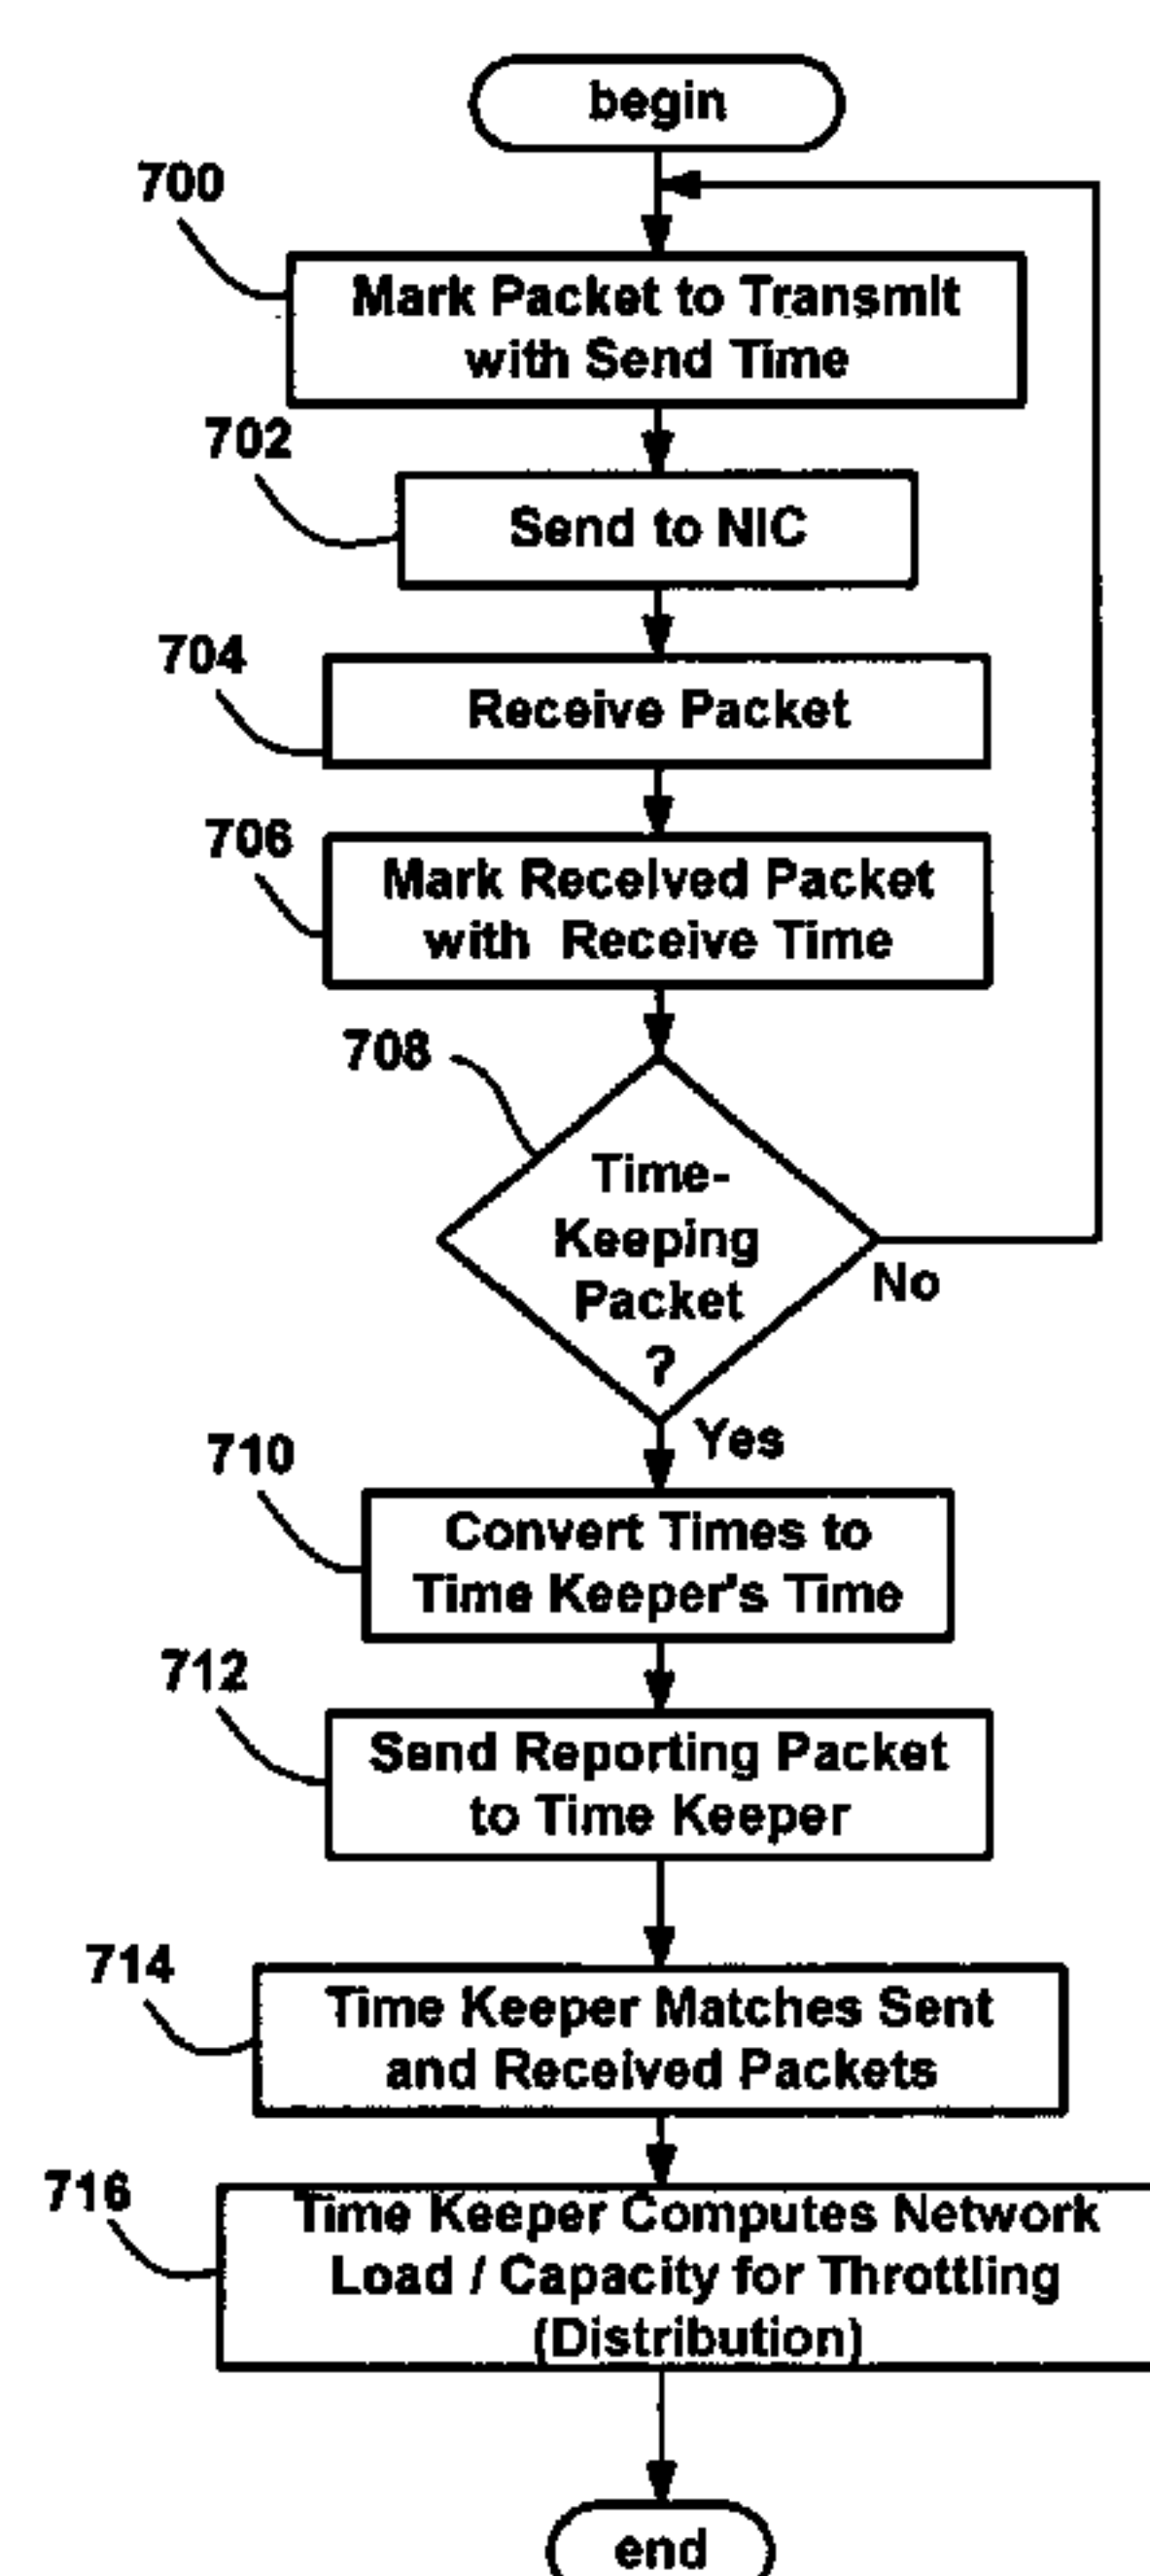 begin
700
Mark Packet to Transmit
with Send Time
702
Send to NIC
704
Receive Packet
706
Mark Received Packet
with Receive Time
708
Time-
Keeping
Packet
?
No
Yes
710
Convert Times to
Time Keeper's Time
712
Send Reporting Packet
to Time Keeper
714
Time Keeper Matches Sent
and Received Packets
716
Time Keeper Computes Network
Load / Capacity for Throttling
(Distribution)
end